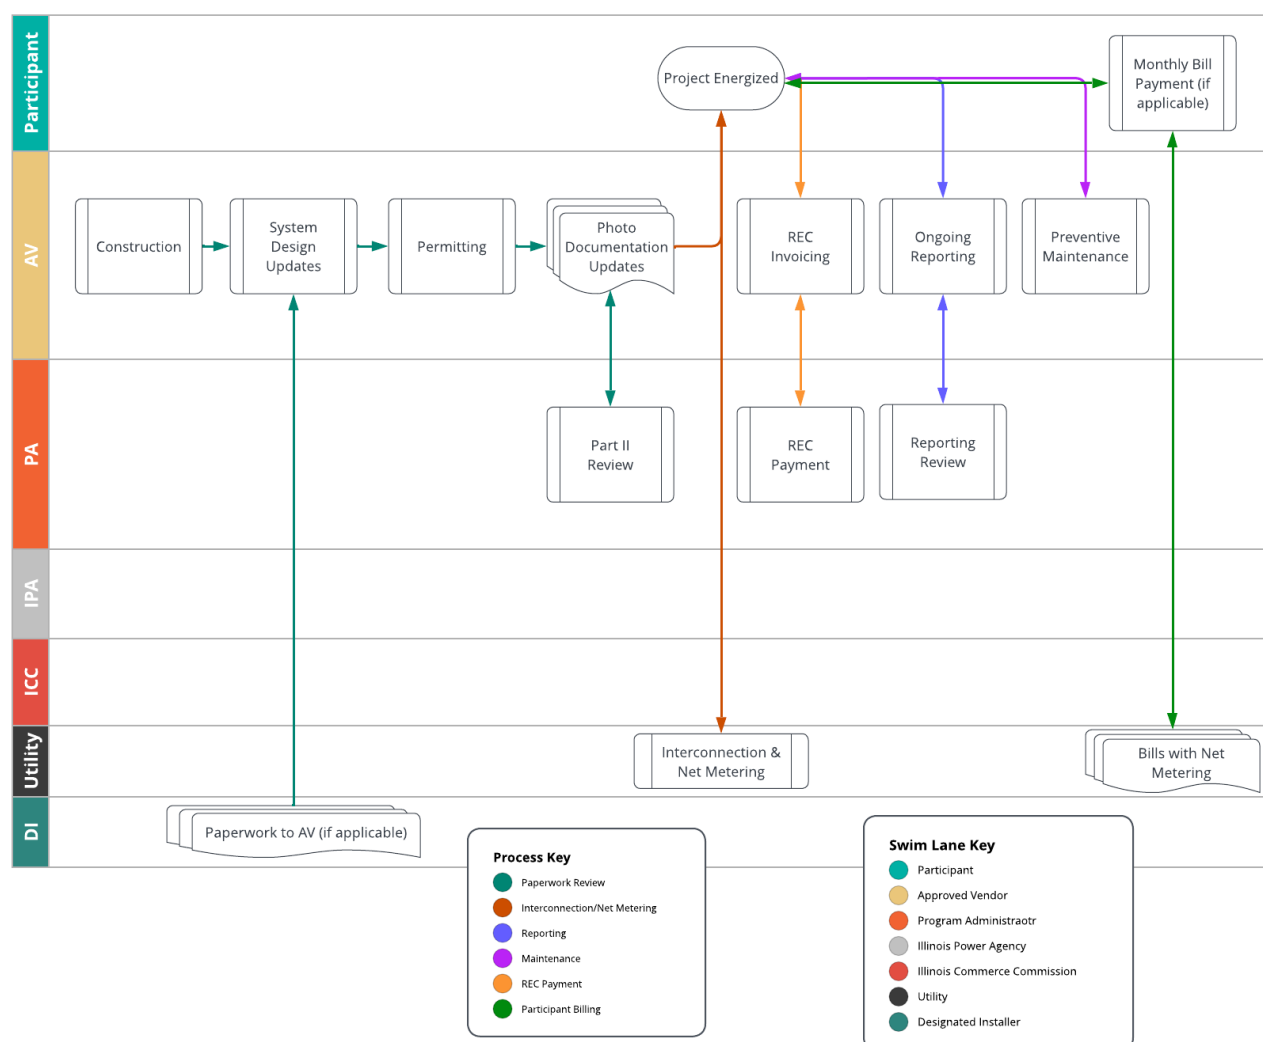 Participant
Project Energized
Monthly Bill
Payment (if
applicable)
AV
Construction
System
Design
Updates
Permitting
Photo
Documentation
Updates
REC
Invoicing
Ongoing
Reporting
Preventive
Maintenance
PA
Part II
Review
REC
Payment
Reporting
Review
IPA
ICC
Utility
Interconnection &
Net Metering
Bills with Net
Metering
DI
Paperwork to AV (if applicable)
Process Key
Paperwork Review
Interconnection/Net Metering
Reporting
Maintenance
REC Payment
Participant Billing
Swim Lane Key
Participant
Approved Vendor
Program Administraotr
Illinois Power Agency
Illinois Commerce Commission
Utility
Designated Installer